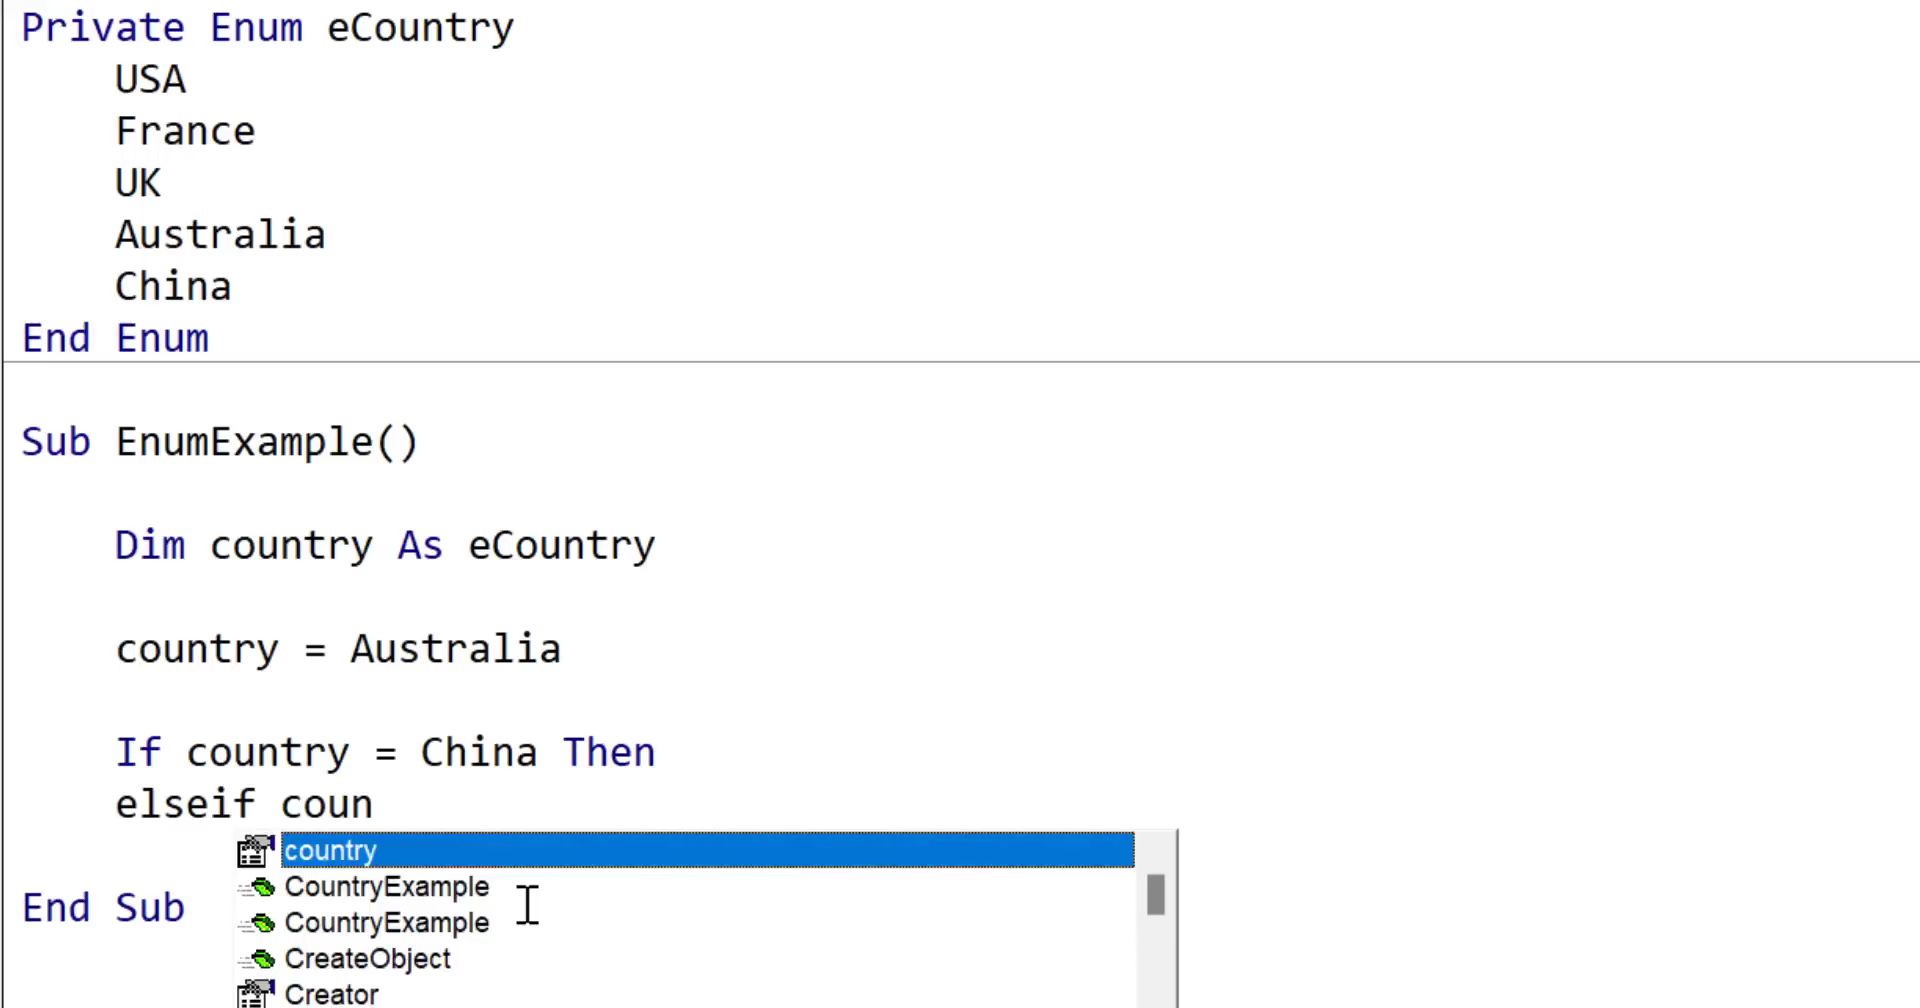 Private Enum eCountry
USA
France
UK
Australia
China
End Enum
Sub EnumExample()
Dim country As eCountry
country = Australia
If country = China Then
elseif coun
country
CountryExample
CountryExample
CreateObject
Creator
End Sub